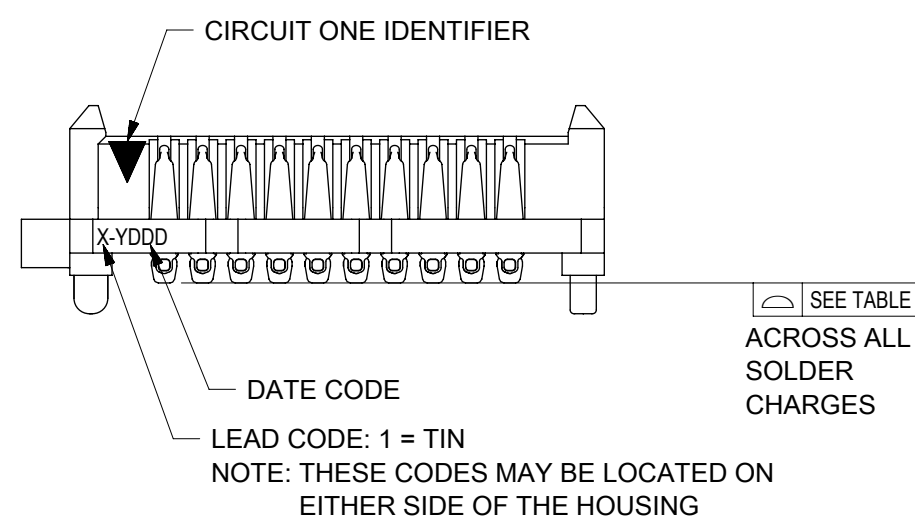 CIRCUIT ONE IDENTIFIER
X-YDDD
SEE TABLE
ACROSS ALL
SOLDER
CHARGES
DATE CODE
LEAD CODE: 1 = TIN
NOTE: THESE CODES MAY BE LOCATED ON
EITHER SIDE OF THE HOUSING